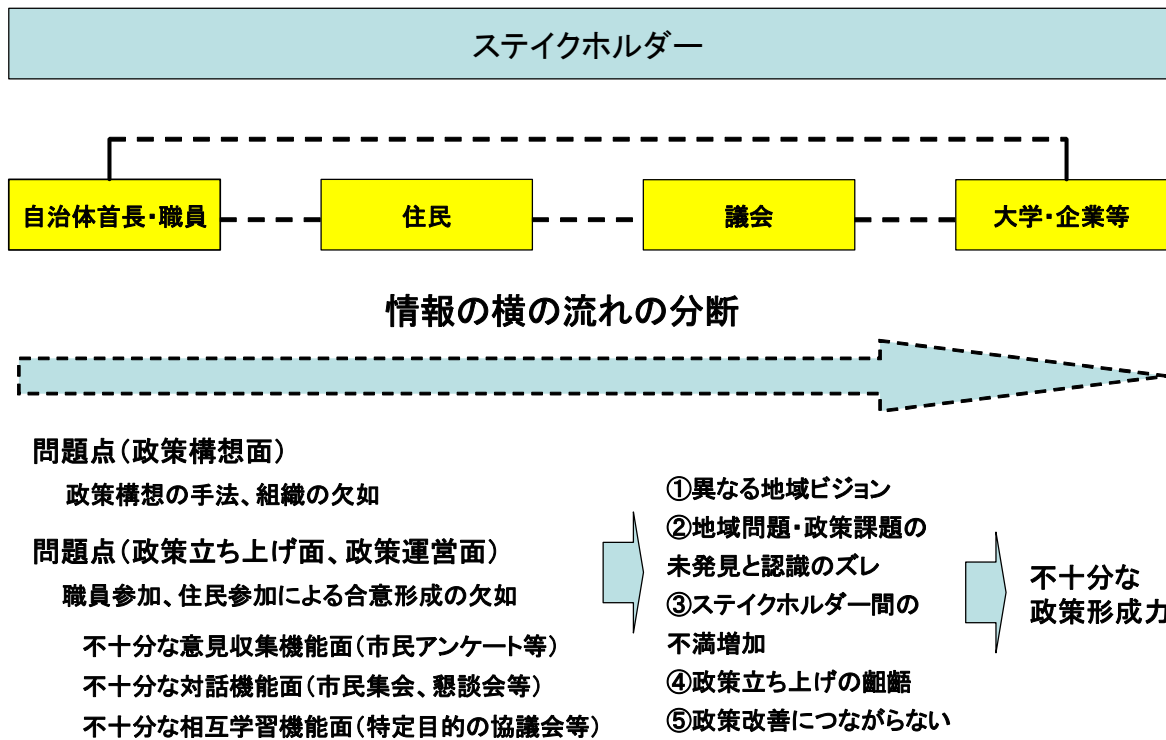 ステイクホルダー
自治体首長・職員
住民
議会
大学・企業等
情報の横の流れの分断
問題点(政策構想面)
政策構想の手法、組織の欠如
問題点(政策立ち上げ面、政策運営面)
職員参加、住民参加による合意形成の欠如
不十分な意見収集機能面(市民アンケート等)
不十分な対話機能面(市民集会、懇談会等)
不十分な相互学習機能面(特定目的の協議会等)
①異なる地域ビジョン
②地域問題・政策課題の
未発見と認識のズレ
③ステイクホルダー間の
不満増加
④政策立ち上げの齟齬
⑤政策改善につながらない
不十分な
政策形成力